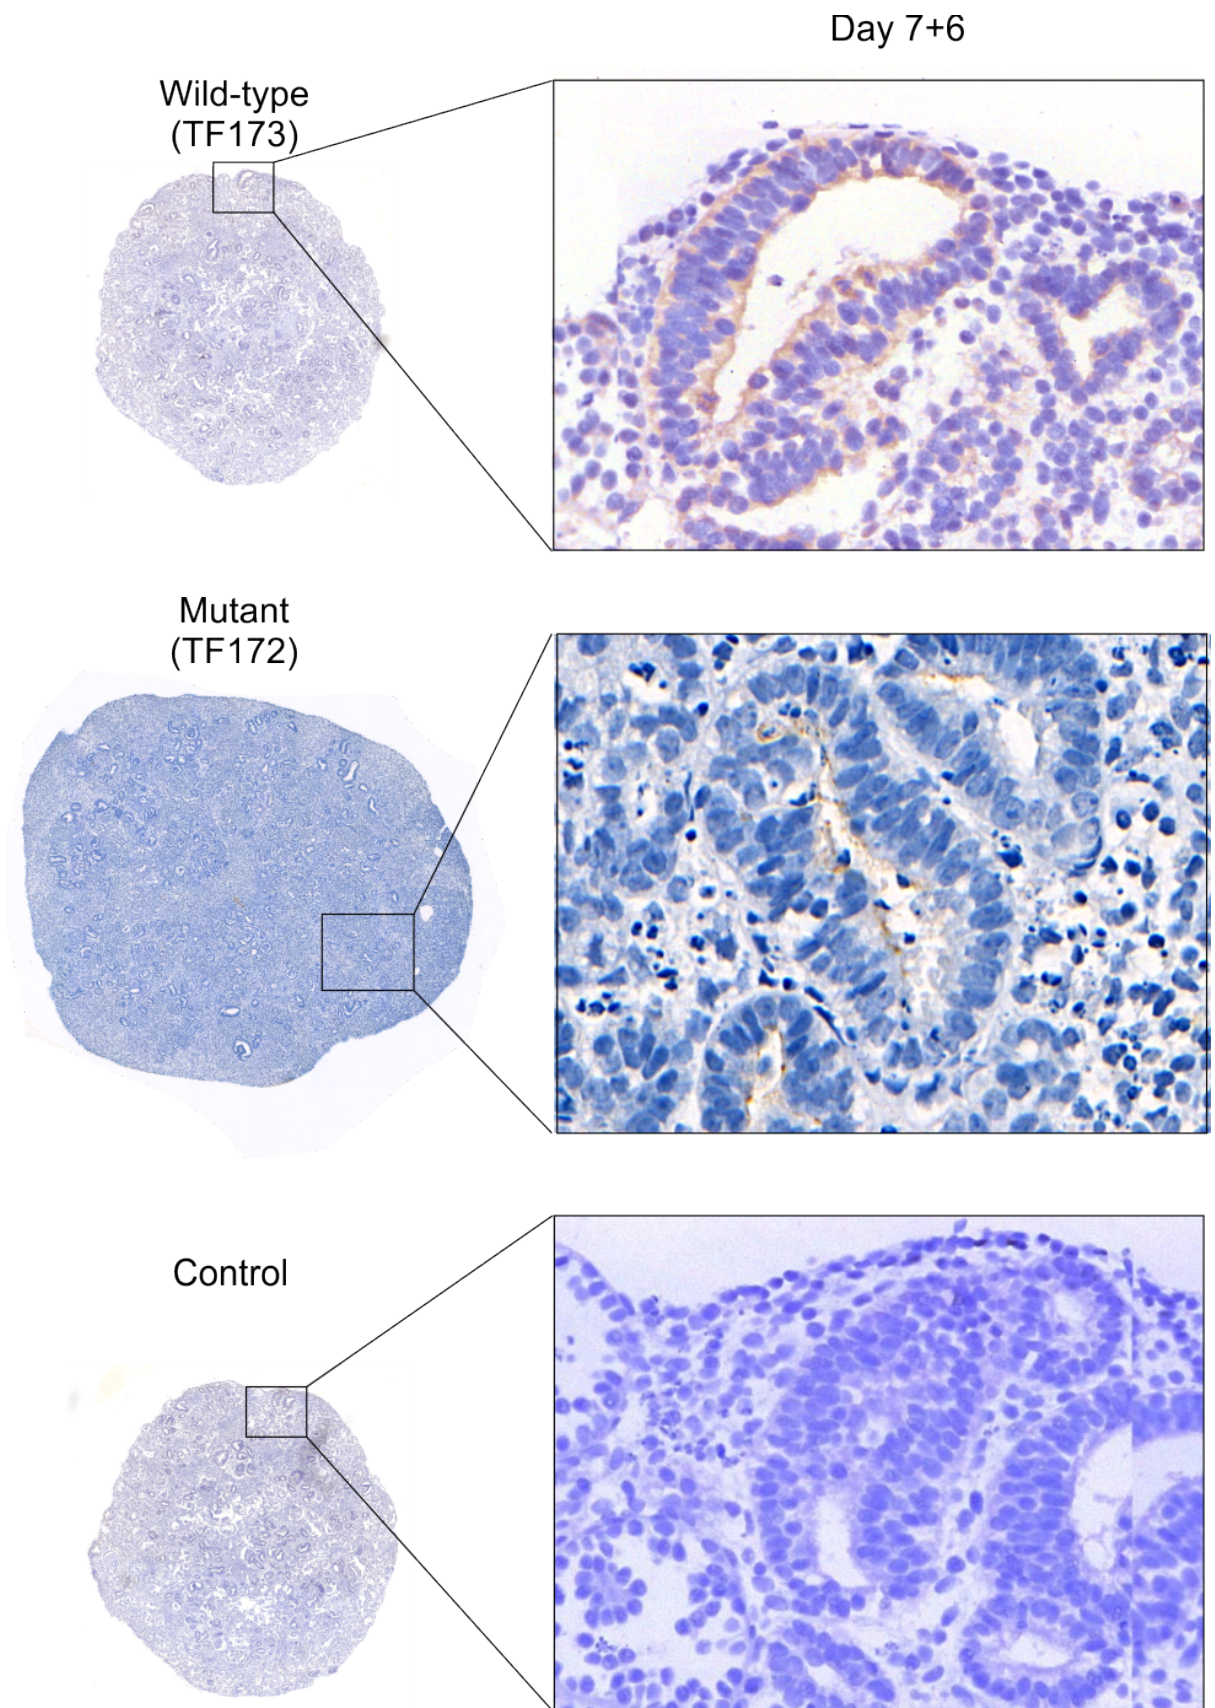 Day 7+6
Wild-type
(TF173)
Mutant
(TF172)
Control